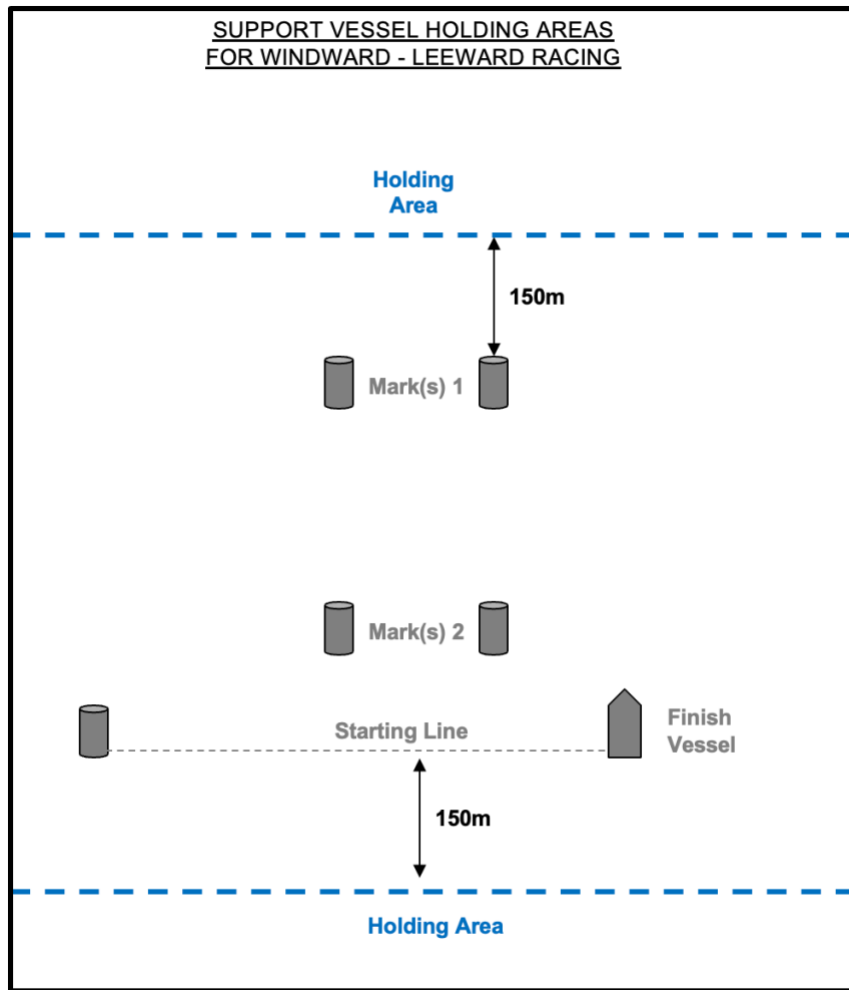 SUPPORT VESSEL HOLDING AREAS
FOR WINDWARD - LEEWARD RACING
Holding
Area
150m
Mark(s) 1
Mark(s) 2
Starting Line
Finish
Vessel
150m
Holding Area